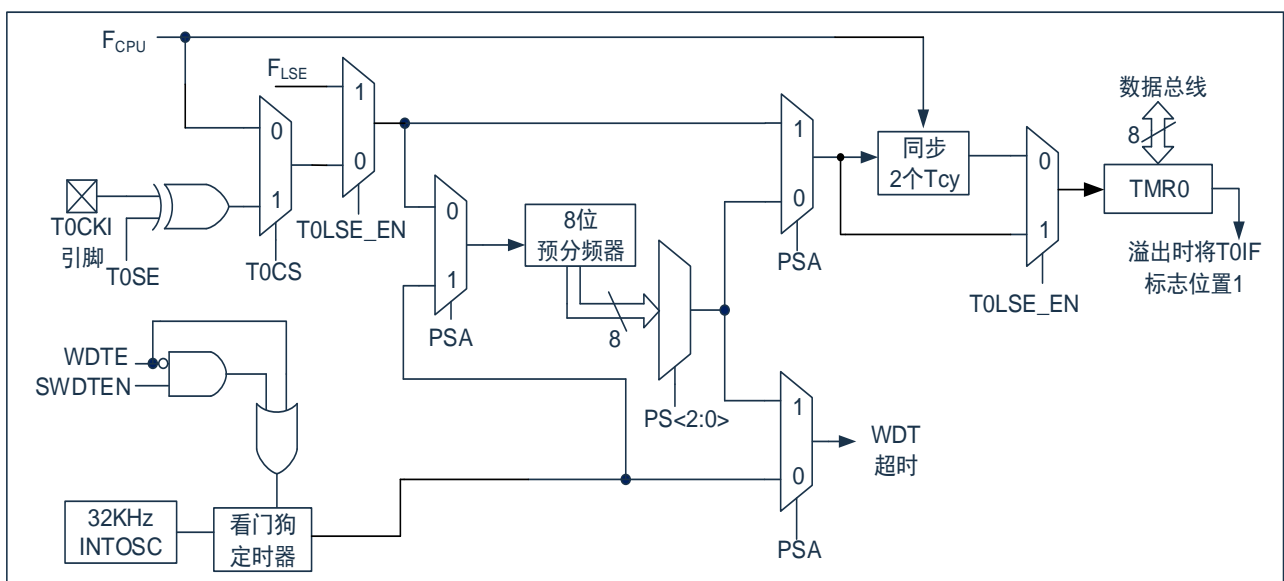 FCPU
FLSE
1
0
T0LSE_EN
0
1
T0CS
T0CKI
引脚
T0SE
0
1
PSA
8位
预分频器
8
PS<2:0>
1
0
PSA
同步
2个Tcy
0
1
T0LSE_EN
数据总线
8
TMR0
溢出时将T0IF
标志位置1
WDTE
SWDTEN
32KHz
INTOSC
看门狗
定时器
1
0
PSA
WDT
超时